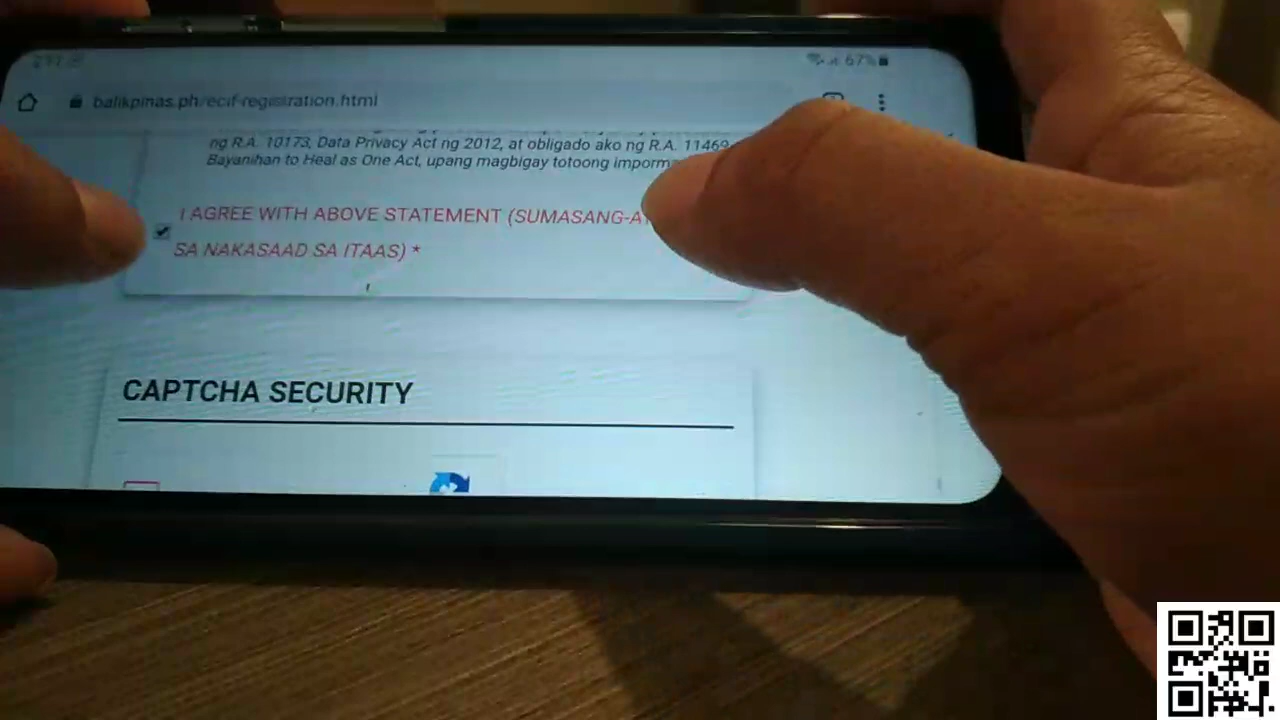 67%
balikpinas.ph/ecif-registration.html
ng R.A. 10173, Data Privacy Act ng 2012, at obligado ako ng R.A. 11469
Bayanihan to Heal as One Act, upang magbigay totoong
I AGREE WITH ABOVE STATEMENT (SUMASANG-A
SA NAKASAAD SA ITAAS) *
CAPTCHA SECURITY